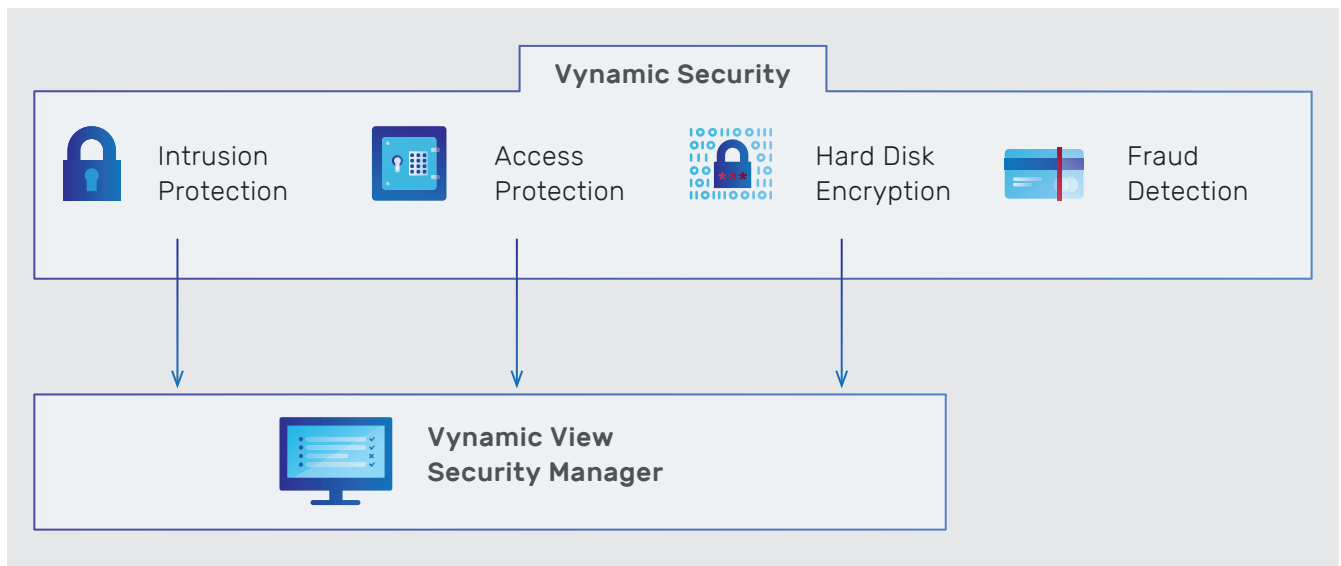 Vynamic Security
Intrusion
Protection
Access
Protection
Hard Disk
Encryption
Fraud
Detection
Vynamic View
Security Manager